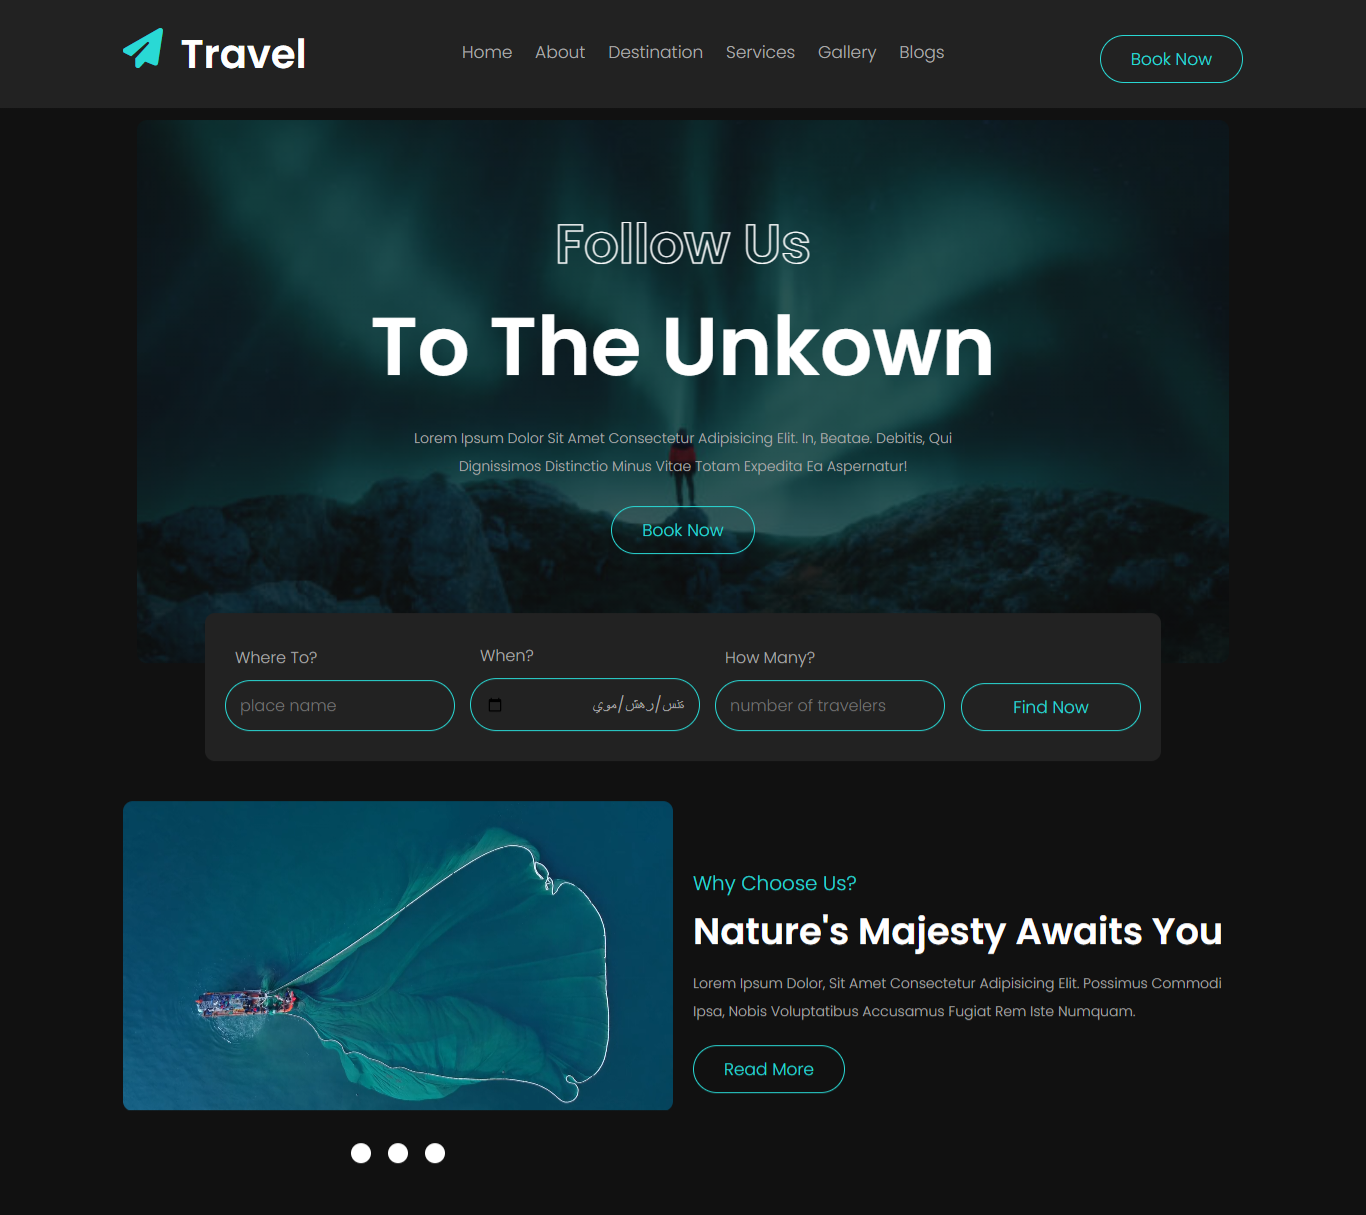 Travel
Home About Destination Services Gallery Blogs
Book Now
Follow Us
To The Unkown
Lorem Ipsum Dolor Sit Amet Consectetur Adipisicing Elit. In, Beatae. Debitis, Qui
Dignissimos Distinctio Minus Vitae Totam Expedita Ea Aspernatur!
Book Now
Where To?
When?
How Many?
place name
number of travelers
Find Now
Why Choose Us?
Nature's Majesty Awaits You
Lorem Ipsum Dolor, Sit Amet Consectetur Adipisicing Elit. Possimus Commodi
Ipsa, Nobis Voluptatibus Accusamus Fugiat Rem Iste Numquam.
Read More